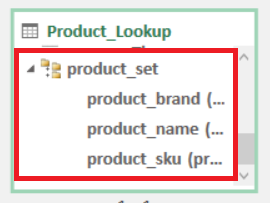 Product_Lookup
product_set
product_brand (...
product_name (...
product_sku (pr...